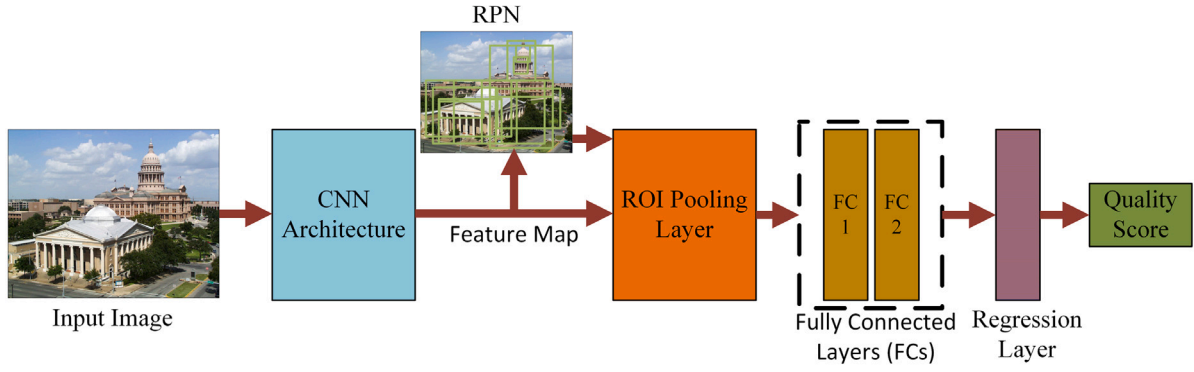 RPN
Input Image
CNN
Architecture
Feature Map
ROI Pooling
Layer
FC
1
FC
2
Fully Connected
Layers (FCs)
Regression
Layer
Quality
Score